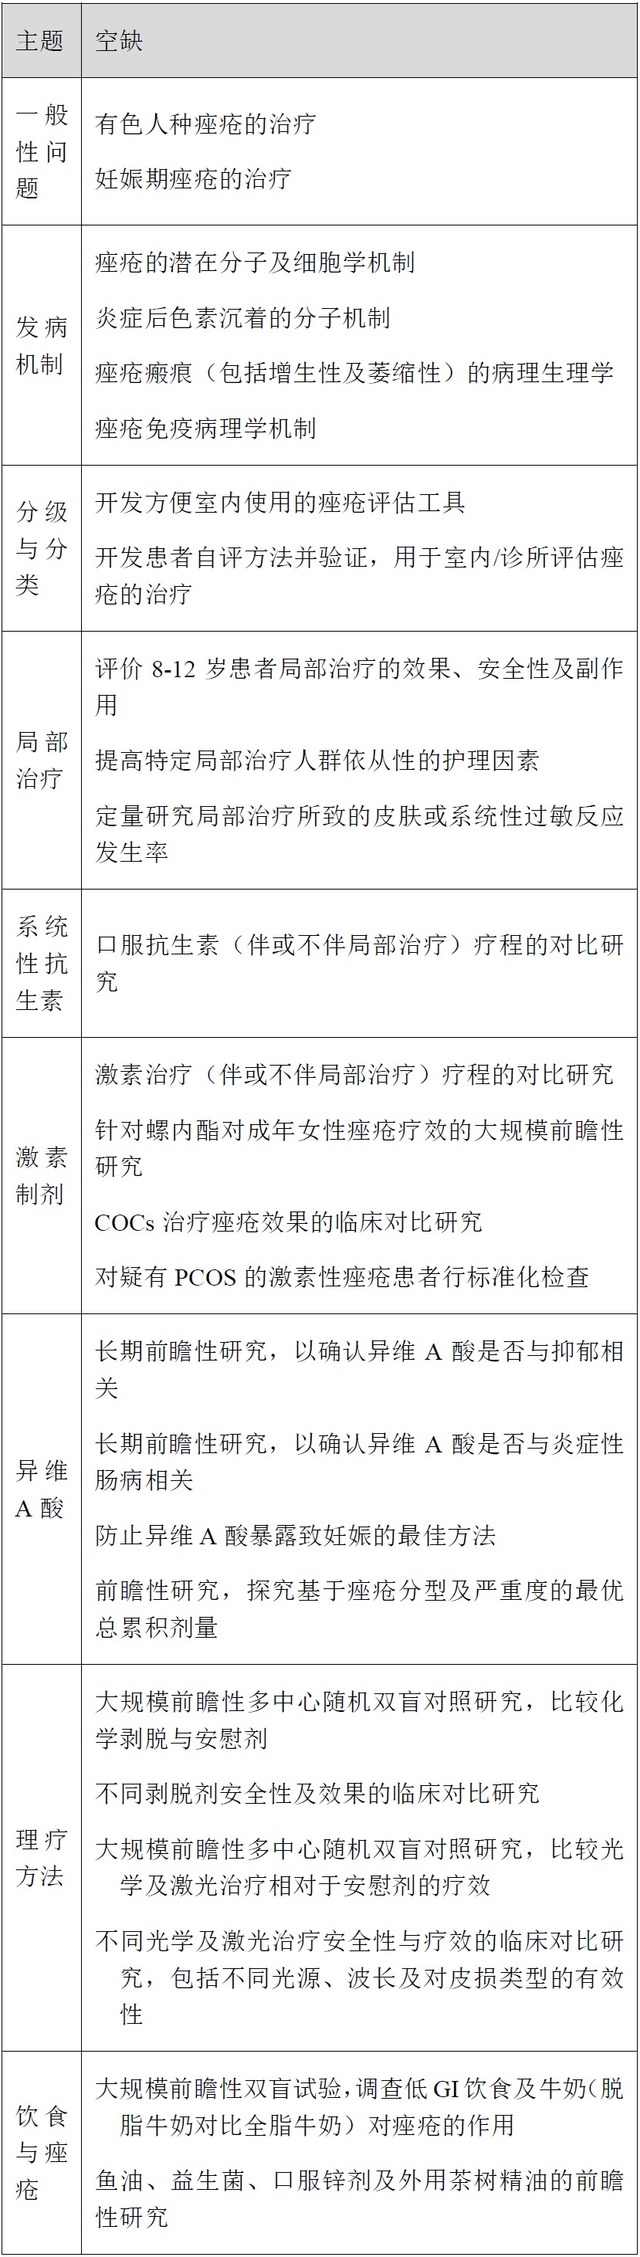 主题 空缺
一般性问题
有色人种痤疮的治疗
妊娠期痤疮的治疗
发病机制
痤疮的潜在分子及细胞学机制
炎症后色素沉着的分子机制
痤疮瘢痕（包括增生性及萎缩性）的病理生理学
痤疮免疫病理学机制
分级与分类
开发方便室内使用的痤疮评估工具
开发患者自评方法并验证，用于室内/诊所评估痤
疮的治疗
局部治疗
评价 8-12 岁患者局部治疗的效果、安全性及副作
用
提高特定局部治疗人群依从性的护理因素
定量研究局部治疗所致的皮肤或系统性过敏反应
发生率
系统性抗生素
口服抗生素（伴或不伴局部治疗）疗程的对比研
究
激素制剂
激素治疗（伴或不伴局部治疗）疗程的对比研究
针对螺内酯对成年女性痤疮疗效的大规模前瞻性
研究
COCs 治疗痤疮效果的临床对比研究
对疑有 PCOS 的激素性痤疮患者行标准化检查
异维A 酸
长期前瞻性研究，以确认异维 A 酸是否与抑郁相
关
长期前瞻性研究，以确认异维 A 酸是否与炎症性
肠病相关
防止异维 A 酸暴露致妊娠的最佳方法
前瞻性研究，探究基于痤疮分型及严重度的最优
总累积剂量
理疗方法
大规模前瞻性多中心随机双盲对照研究，比较化
学剥脱与安慰剂
不同剥脱剂安全性及效果的临床对比研究
大规模前瞻性多中心随机双盲对照研究，比较光
学及激光治疗相对于安慰剂的疗效
不同光学及激光治疗安全性与疗效的临床对比研
究，包括不同光源、波长及对皮损类型的有效
性
饮食与痤疮
大规模前瞻性双盲试验，调查低 GI 饮食及牛奶（脱
脂牛奶对比全脂牛奶）对痤疮的作用
鱼油、益生菌、口服锌剂及外用茶树精油的前瞻
性研究